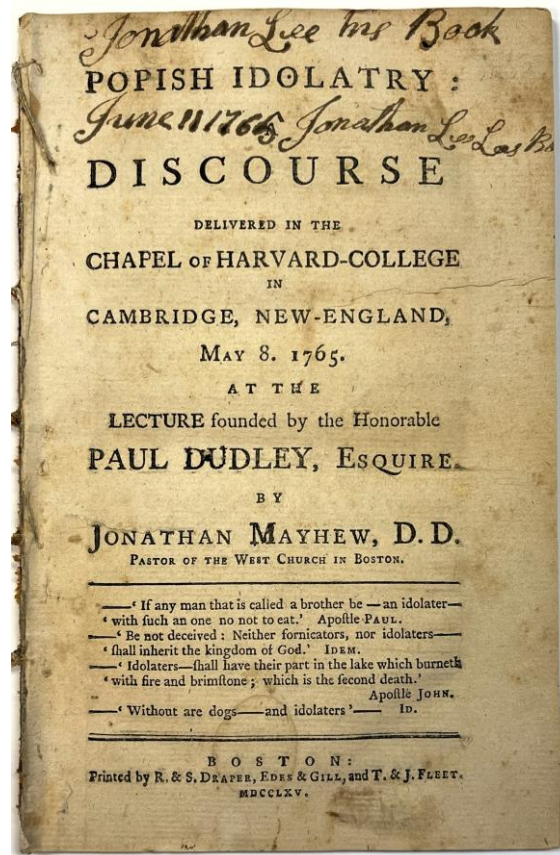 Jonathan Lee his Book
POPISH IDOLATRY :
June 11 1765 Jonathan Lee
DISCOURSE
DELIVERED IN THE
CHAPEL OF HARVARD-COLLEGE
IN
CAMBRIDGE, NEW-ENGLAND,
MAY 8. 1765.
AT THE
LECTURE founded by the Honorable
PAUL DUDLEY, ESQUIRE.
BY
JONATHAN MAYHEW, D. D.
PASTOR OF THE WEST CHURCH IN BOSTON.
——‘ If any man that is called a brother be — an idolater—
‘ with ſuch an one no not to eat.’ Apoſtle PAUL.
——‘ Be not deceived : Neither fornicators, nor idolaters——
‘ ſhall inherit the kingdom of God.’ IDEM.
——‘ Idolaters—ſhall have their part in the lake which burneth
‘ with fire and brimſtone ; which is the ſecond death.’
Apoſtle JOHN.
——‘ Without are dogs——and idolaters’—— ID.
BOSTON:
Printed by R. & S. DRAPER, EDES & GILL, and T. & J. FLEET.
MDCCLXV.